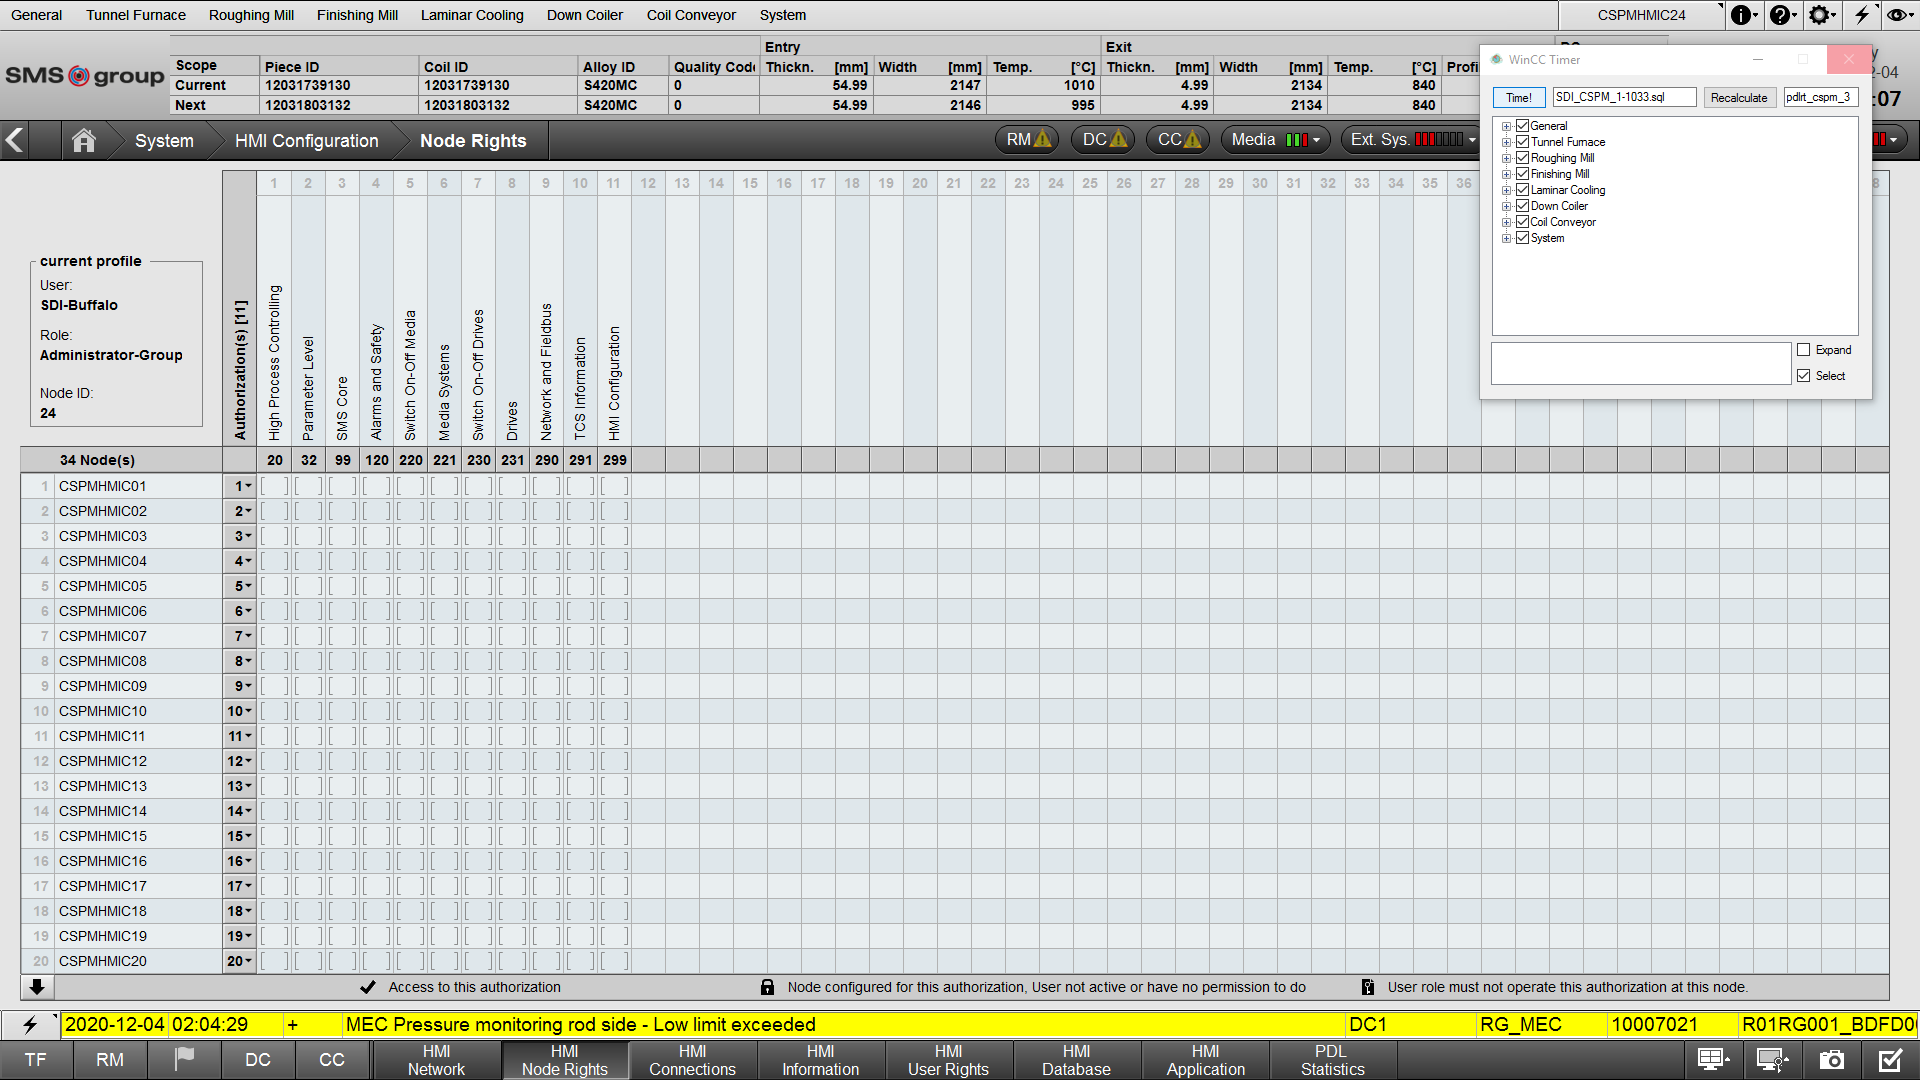 General Tunnel Furnace Roughing Mill Finishing Mill Laminar Cooling Down Coiler Coil Conveyor System CSPMHMIC24
SMS group
Entry Exit
Scope Piece ID Coil ID Alloy ID Quality Code Thickn. [mm] Width [mm] Temp. [°C] Thickn. [mm] Width [mm] Temp. [°C] Profi
Current 12031739130 12031739130 S420MC 0 54.99 2147 1010 4.99 2134 840
Next 12031803132 12031803132 S420MC 0 54.99 2146 995 4.99 2134 840
2-04
:07
System HMI Configuration Node Rights RM DC CC Media Ext. Sys.
WinCC Timer
Time! SDI_CSPM_1-1033.sql Recalculate pdlrt_cspm_3
General
Tunnel Furnace
Roughing Mill
Finishing Mill
Laminar Cooling
Down Coiler
Coil Conveyor
System
Expand
Select
1 2 3 4 5 6 7 8 9 10 11 12 13 14 15 16 17 18 19 20 21 22 23 24 25 26 27 28 29 30 31 32 33 34 35 36 8
current profile
User:
SDI-Buffalo
Role:
Administrator-Group
Node ID:
24
Authorization(s) [11]
High Process Controlling
Parameter Level
SMS Core
Alarms and Safety
Switch On-Off Media
Media Systems
Switch On-Off Drives
Drives
Network and Fieldbus
TCS Information
HMI Configuration
34 Node(s) 20 32 99 120 220 221 230 231 290 291 299
1 CSPMHMIC01 1 [ ] [ ] [ ] [ ] [ ] [ ] [ ] [ ] [ ] [ ] [ ]
2 CSPMHMIC02 2 [ ] [ ] [ ] [ ] [ ] [ ] [ ] [ ] [ ] [ ] [ ]
3 CSPMHMIC03 3 [ ] [ ] [ ] [ ] [ ] [ ] [ ] [ ] [ ] [ ] [ ]
4 CSPMHMIC04 4 [ ] [ ] [ ] [ ] [ ] [ ] [ ] [ ] [ ] [ ] [ ]
5 CSPMHMIC05 5 [ ] [ ] [ ] [ ] [ ] [ ] [ ] [ ] [ ] [ ] [ ]
6 CSPMHMIC06 6 [ ] [ ] [ ] [ ] [ ] [ ] [ ] [ ] [ ] [ ] [ ]
7 CSPMHMIC07 7 [ ] [ ] [ ] [ ] [ ] [ ] [ ] [ ] [ ] [ ] [ ]
8 CSPMHMIC08 8 [ ] [ ] [ ] [ ] [ ] [ ] [ ] [ ] [ ] [ ] [ ]
9 CSPMHMIC09 9 [ ] [ ] [ ] [ ] [ ] [ ] [ ] [ ] [ ] [ ] [ ]
10 CSPMHMIC10 10 [ ] [ ] [ ] [ ] [ ] [ ] [ ] [ ] [ ] [ ] [ ]
11 CSPMHMIC11 11 [ ] [ ] [ ] [ ] [ ] [ ] [ ] [ ] [ ] [ ] [ ]
12 CSPMHMIC12 12 [ ] [ ] [ ] [ ] [ ] [ ] [ ] [ ] [ ] [ ] [ ]
13 CSPMHMIC13 13 [ ] [ ] [ ] [ ] [ ] [ ] [ ] [ ] [ ] [ ] [ ]
14 CSPMHMIC14 14 [ ] [ ] [ ] [ ] [ ] [ ] [ ] [ ] [ ] [ ] [ ]
15 CSPMHMIC15 15 [ ] [ ] [ ] [ ] [ ] [ ] [ ] [ ] [ ] [ ] [ ]
16 CSPMHMIC16 16 [ ] [ ] [ ] [ ] [ ] [ ] [ ] [ ] [ ] [ ] [ ]
17 CSPMHMIC17 17 [ ] [ ] [ ] [ ] [ ] [ ] [ ] [ ] [ ] [ ] [ ]
18 CSPMHMIC18 18 [ ] [ ] [ ] [ ] [ ] [ ] [ ] [ ] [ ] [ ] [ ]
19 CSPMHMIC19 19 [ ] [ ] [ ] [ ] [ ] [ ] [ ] [ ] [ ] [ ] [ ]
20 CSPMHMIC20 20 [ ] [ ] [ ] [ ] [ ] [ ] [ ] [ ] [ ] [ ] [ ]
Access to this authorization Node configured for this authorization, User not active or have no permission to do User role must not operate this authorization at this node.
2020-12-04 02:04:29 + MEC Pressure monitoring rod side - Low limit exceeded DC1 RG_MEC 10007021 R01RG001_BDFD0
TF RM DC CC HMI Network HMI Node Rights HMI Connections HMI Information HMI User Rights HMI Database HMI Application PDL Statistics